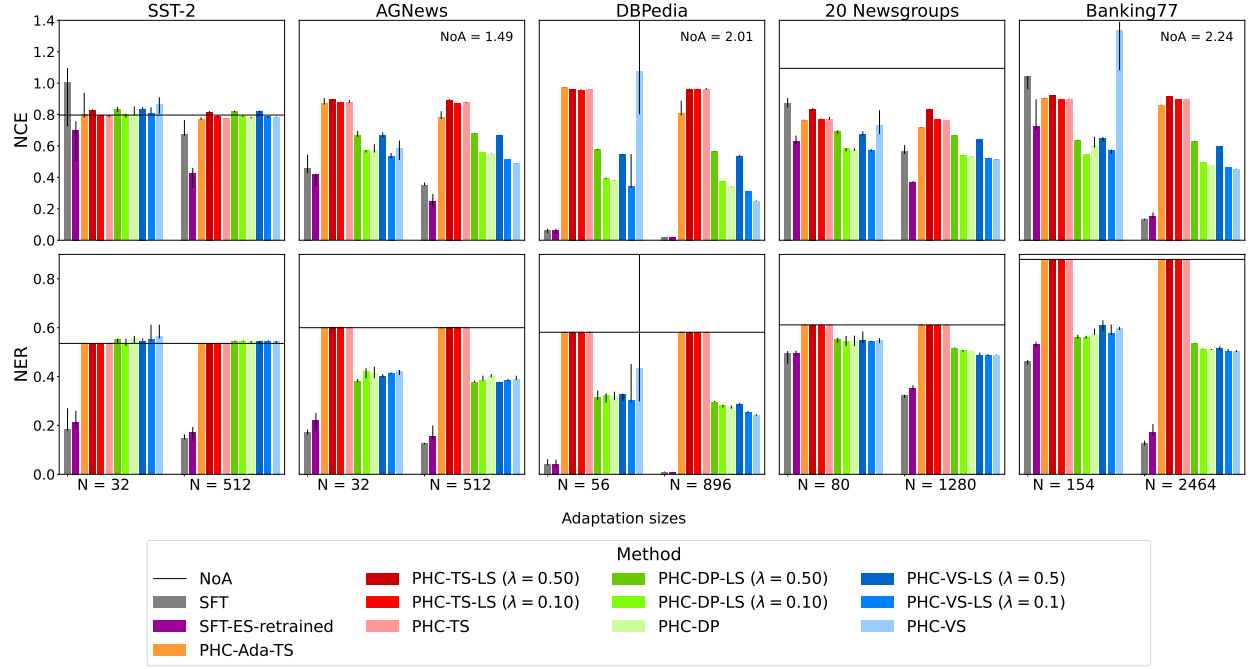 SST-2 AGNews DBPedia 20 Newsgroups Banking77
NCE
1.4
1.2
1.0
0.8
0.6
0.4
0.2
0.0
NoA = 1.49
NoA = 2.01
NoA = 2.24
NER
0.8
0.6
0.4
0.2
0.0
N = 32 N = 512 N = 32 N = 512 N = 56 N = 896 N = 80 N = 1280 N = 154 N = 2464
Adaptation sizes
Method
NoA
SFT
SFT-ES-retrained
PHC-Ada-TS
PHC-TS-LS (λ = 0.50)
PHC-TS-LS (λ = 0.10)
PHC-TS
PHC-DP-LS (λ = 0.50)
PHC-DP-LS (λ = 0.10)
PHC-DP
PHC-VS-LS (λ = 0.5)
PHC-VS-LS (λ = 0.1)
PHC-VS